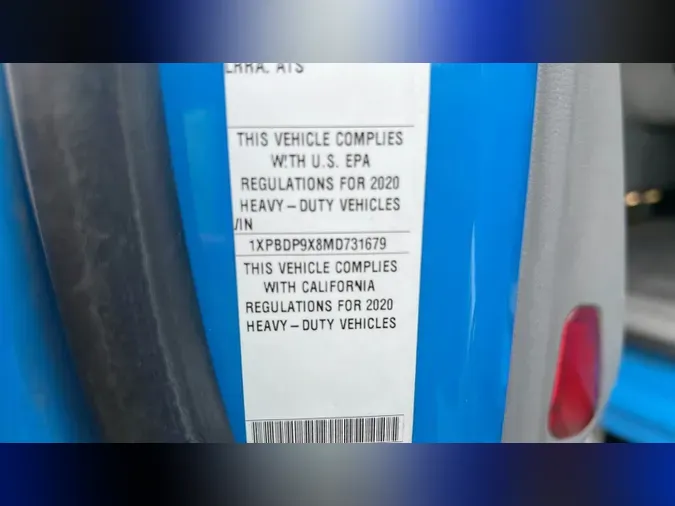 THIS VEHICLE COMPLIES
WITH U.S. EPA
REGULATIONS FOR 2020
HEAVY-DUTY VEHICLES
VIN
1XPBDP9X8MD731679
THIS VEHICLE COMPLIES
WITH CALIFORNIA
REGULATIONS FOR 2020
HEAVY-DUTY VEHICLES